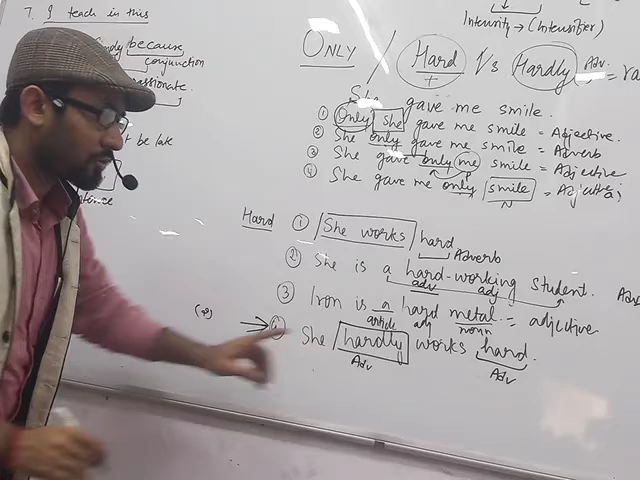 7. I teach in this
because
conjunction
passionate.
t be late
Intensity → (Intensifier)
ONLY / Hard Vs Hardly Adv. = ra
+
She gave me smile.
① Only she gave me smile = Adjective.
② She only gave me smile = Adverb
③ She gave only me smile = Adjective
P
④ She gave me only smile = Adjective
N
Hard ① She works hard
Adverb
② She is a hard-working student.
adv adj
③ Iron is a hard metal = adjective
article adj noun
④ She hardly works hard.
Adv Adv